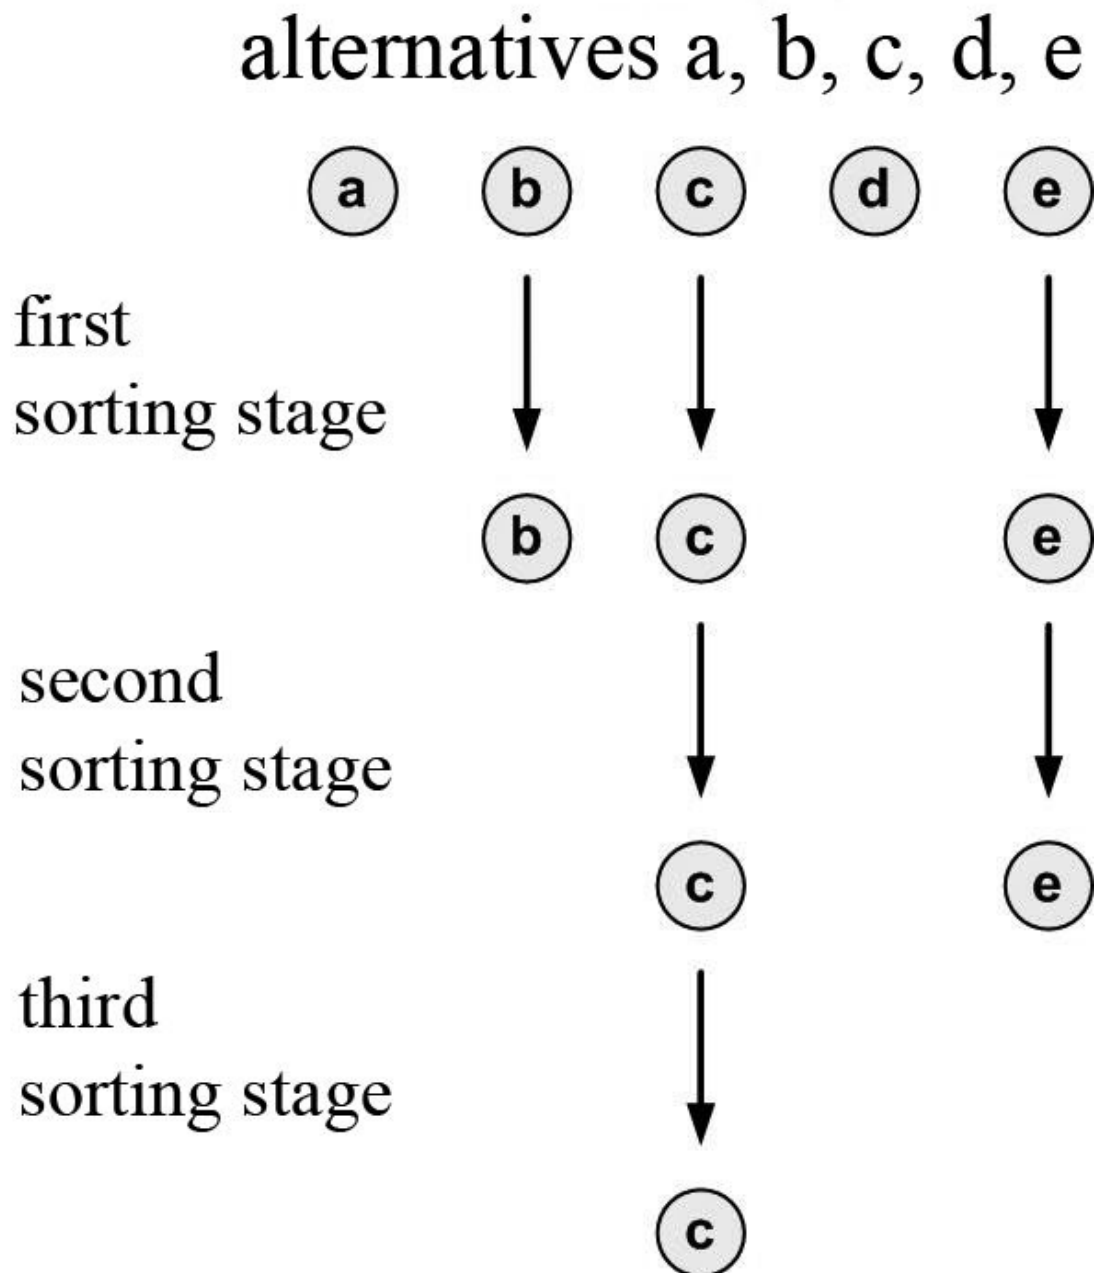 alternatives a, b, c, d, e
a b c d e
first
sorting stage
b c e
second
sorting stage
c e
third
sorting stage
c